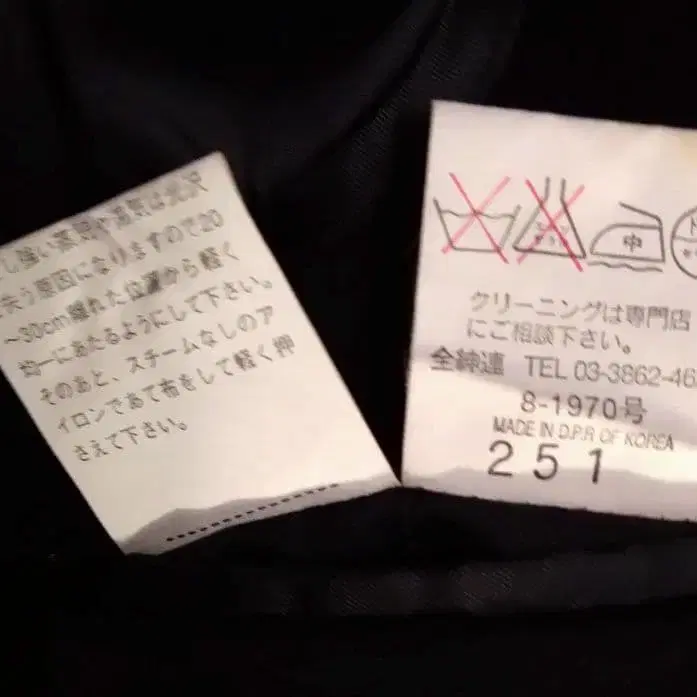 し強い蒸気や湿気は光沢
失う原因になりますので20
～30cm離れた位置から軽く
均一にあたるようにして下さい。
そのあと、スチームなしのア
イロンであて布をして軽く押
さえて下さい。
中
クリーニングは専門店
にご相談下さい。
全紳連 TEL 03-3862-46
8-1970号
MADE IN D.P.R OF KOREA
251